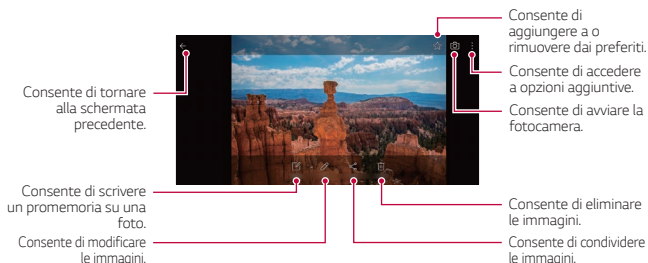 Consente di
aggiungere a o
rimuovere dai preferiti.
Consente di accedere
a opzioni aggiuntive.
Consente di avviare la
fotocamera.
Consente di tornare
alla schermata
precedente.
Consente di scrivere
un promemoria su una
foto.
Consente di modificare
le immagini.
Consente di eliminare
le immagini.
Consente di condividere
le immagini.